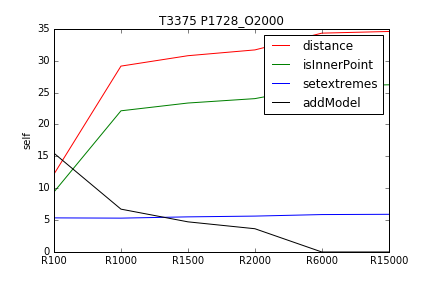 T3375 P1728_O2000
35
30
25
20
15
10
5
0
self
distance
isInnerPoint
setextremes
addModel
R100 R1000 R1500 R2000 R6000 R15000